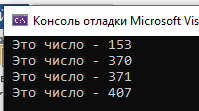 Консоль отладки Microsoft Vis
Это число - 153
Это число - 370
Это число - 371
Это число - 407